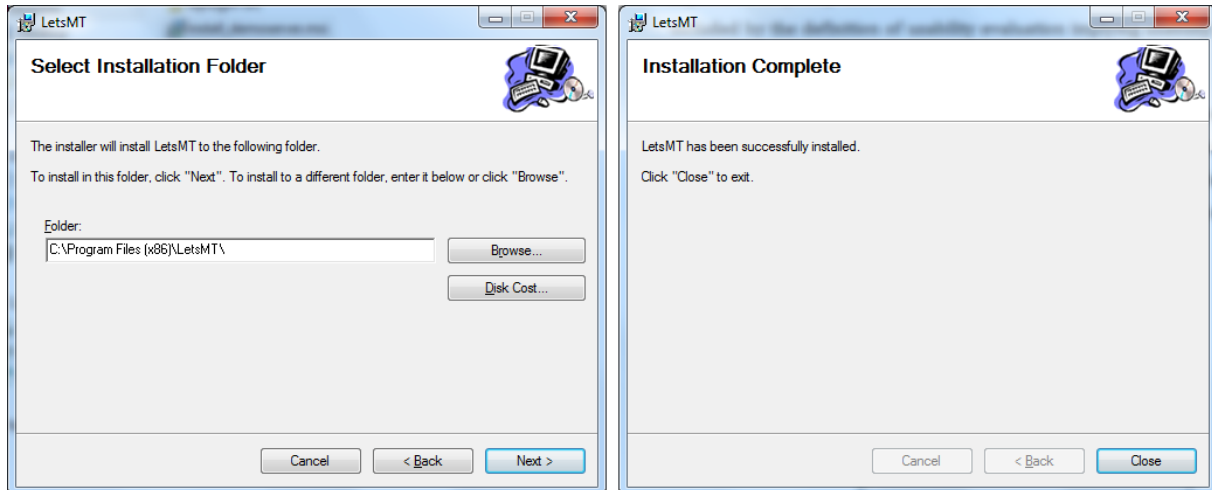 LetsMT
Select Installation Folder
The installer will install LetsMT to the following folder.
To install in this folder, click "Next". To install to a different folder, enter it below or click "Browse".
Folder:
C:\Program Files (x86)\LetsMT\
Browse...
Disk Cost...
Cancel
< Back
Next >
LetsMT
Installation Complete
LetsMT has been successfully installed.
Click "Close" to exit.
Cancel
< Back
Close